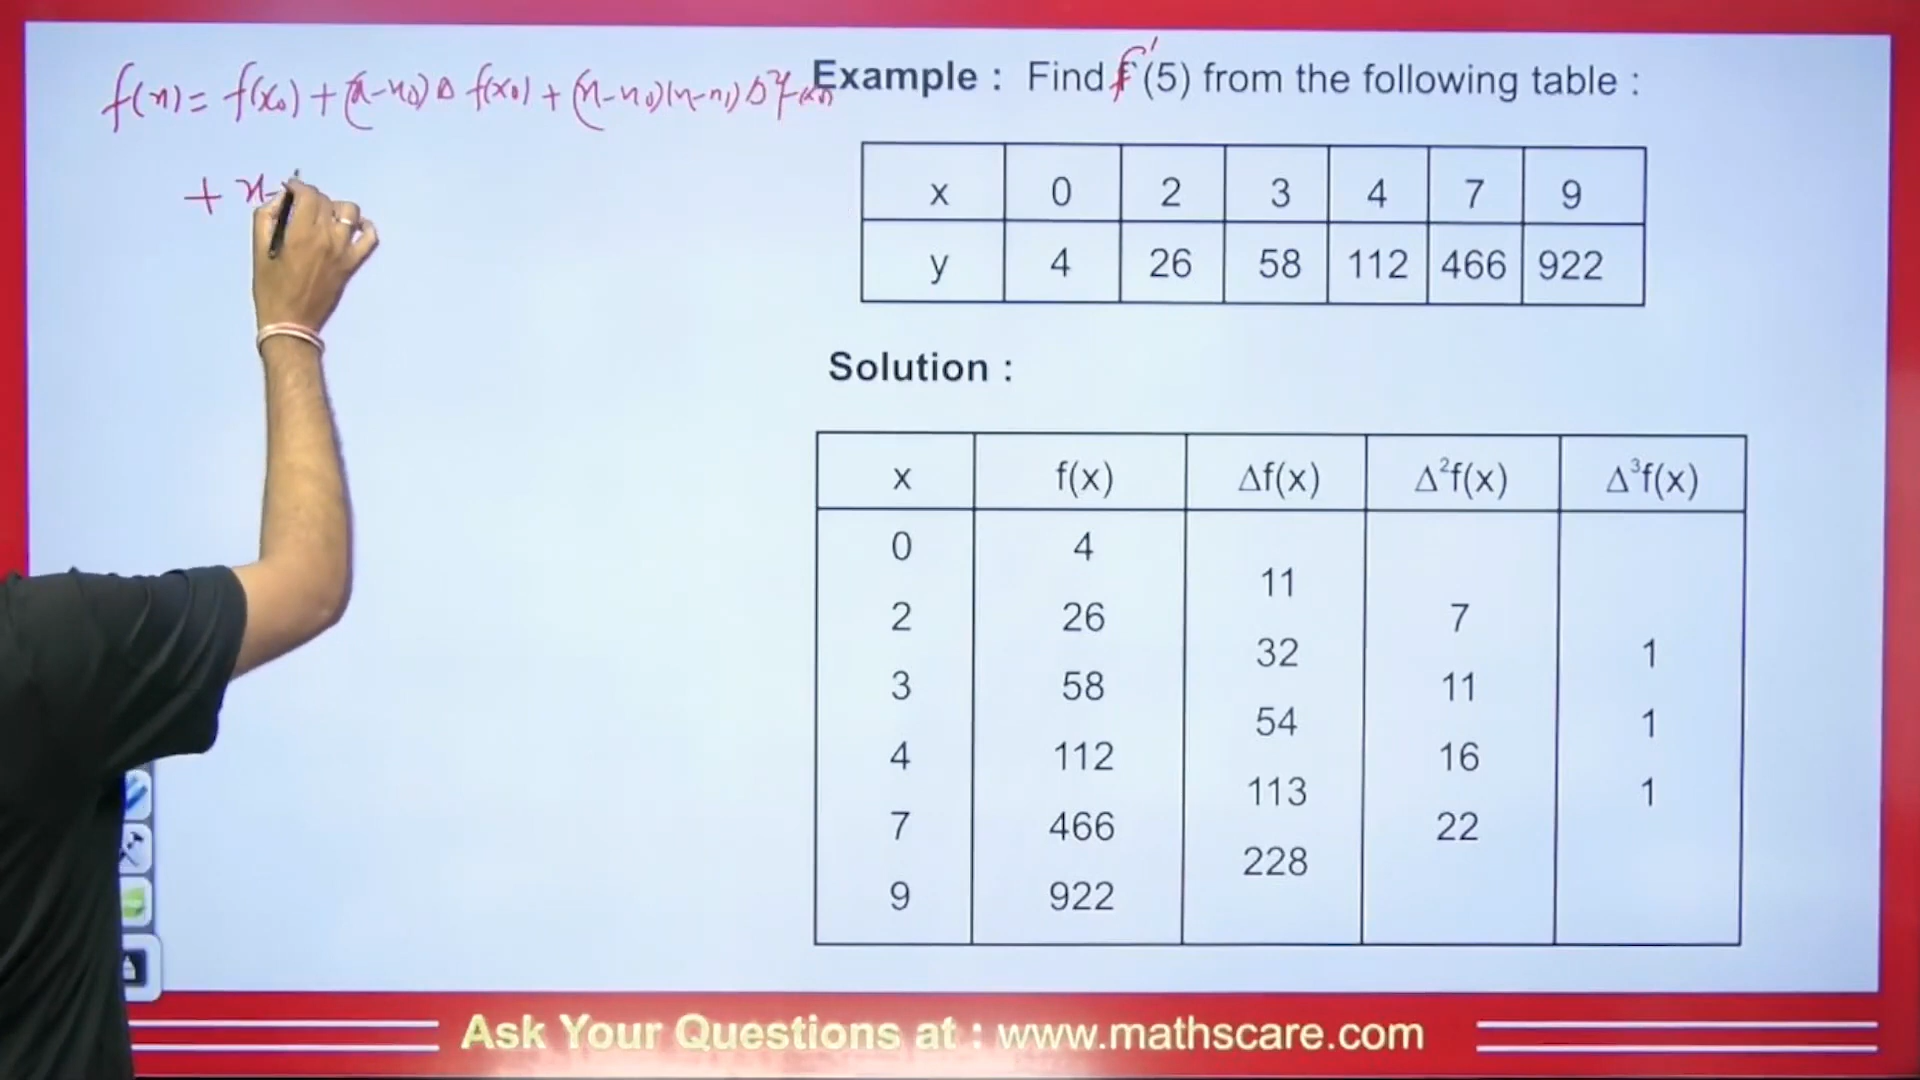 f(x) = f(x₀) + (x-x₀) Δ f(x₀) + (x-x₀)(x-x₁) Δ²f(x₀)
+ x-
Example : Find f'(5) from the following table :
x 0 2 3 4 7 9
y 4 26 58 112 466 922
Solution :
x f(x) Δf(x) Δ²f(x) Δ³f(x)
0 4
11
2 26 7
32 1
3 58 11
54 1
4 112 16
113 1
7 466 22
228
9 922
Ask Your Questions at : www.mathscare.com